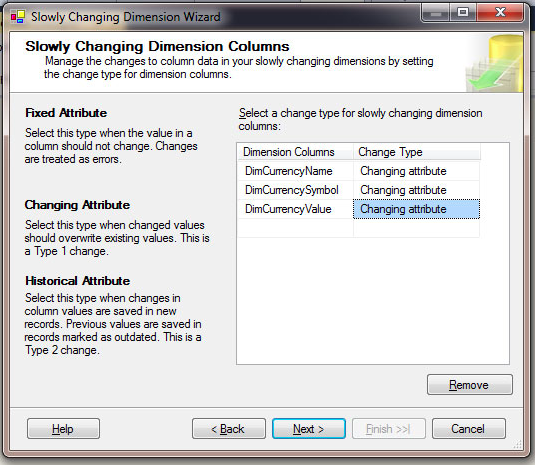 Slowly Changing Dimension Wizard
Slowly Changing Dimension Columns
Manage the changes to column data in your slowly changing dimensions by setting
the change type for dimension columns.
Fixed Attribute
Select this type when the value in a
column should not change. Changes
are treated as errors.
Changing Attribute
Select this type when changed values
should overwrite existing values. This is
a Type 1 change.
Historical Attribute
Select this type when changes in
column values are saved in new
records. Previous values are saved in
records marked as outdated. This is a
Type 2 change.
Select a change type for slowly changing dimension
columns:
Dimension Columns Change Type
DimCurrencyName Changing attribute
DimCurrencySymbol Changing attribute
DimCurrencyValue Changing attribute
Remove
Help < Back Next > Finish >>| Cancel